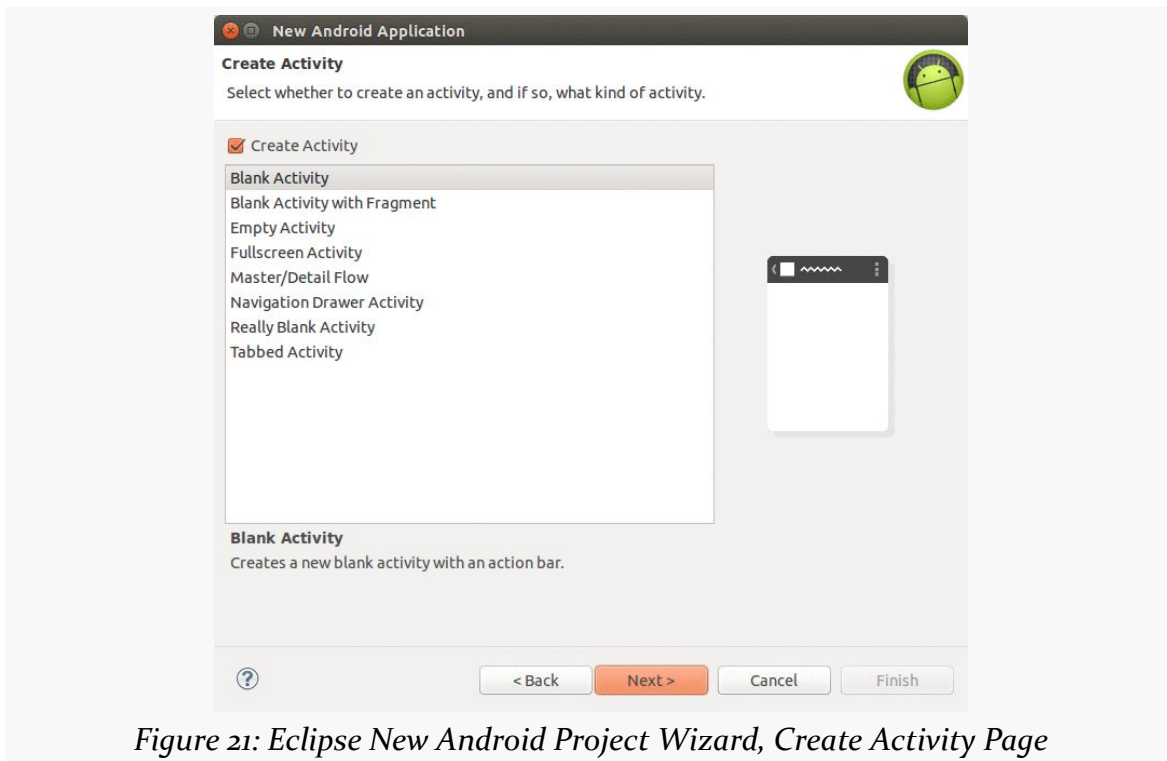 New Android Application
Create Activity
Select whether to create an activity, and if so, what kind of activity.
Create Activity
Blank Activity
Blank Activity with Fragment
Empty Activity
Fullscreen Activity
Master/Detail Flow
Navigation Drawer Activity
Really Blank Activity
Tabbed Activity
Blank Activity
Creates a new blank activity with an action bar.
?
< Back
Next >
Cancel
Finish
Figure 21: Eclipse New Android Project Wizard, Create Activity Page